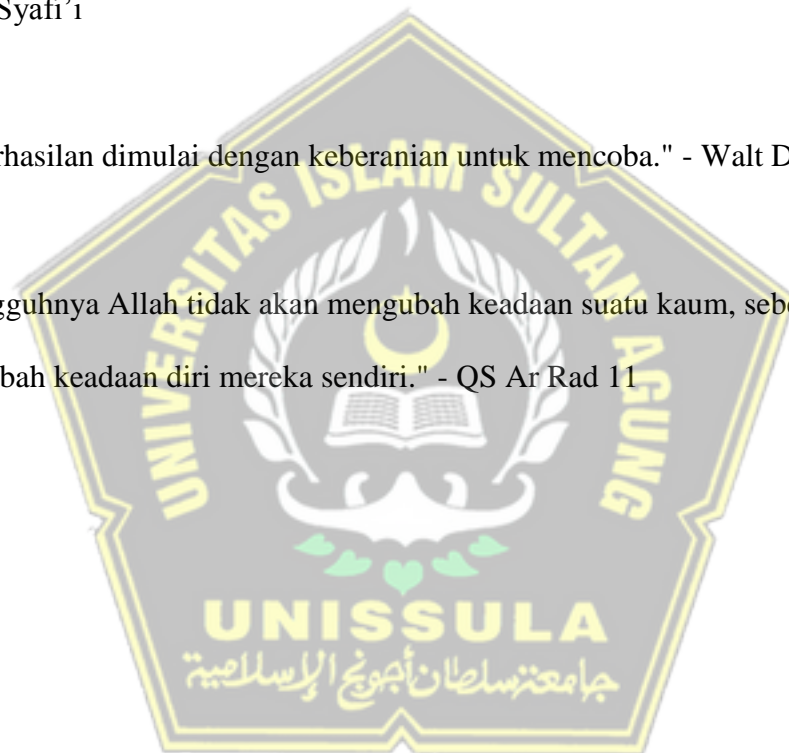 Syafi’i
rhasilan dimulai dengan keberanian untuk mencoba." - Walt D
gguhnya Allah tidak akan mengubah keadaan suatu kaum, sebe
bah keadaan diri mereka sendiri." - QS Ar Rad 11
UNIVERSITAS ISLAM SULTAN AGUNG
UNISSULA
جامعة سلطان أجونج الإسلامية